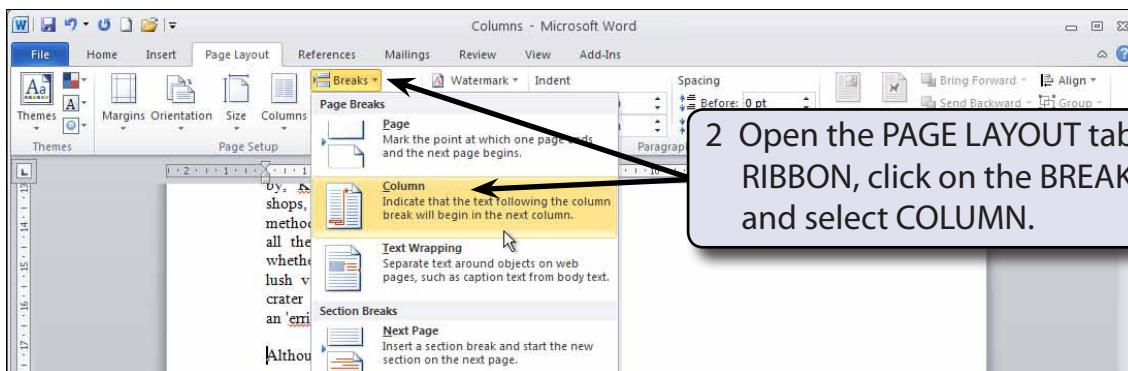 Columns - Microsoft Word
File Home Insert Page Layout References Mailings Review View Add-Ins
Breaks Watermark Indent Spacing Bring Forward Align
Themes Margins Orientation Size Columns Before: 0 pt Send Backward Group
Themes Page Setup
Page Breaks
Page
Mark the point at which one page ends
and the next page begins.
Column
Indicate that the text following the column
break will begin in the next column.
Text Wrapping
Separate text around objects on web
pages, such as caption text from body text.
Section Breaks
Next Page
Insert a section break and start the new
section on the next page.
2 Open the PAGE LAYOUT tab
RIBBON, click on the BREAK
and select COLUMN.
by,
shops,
all the
lush
crater
an